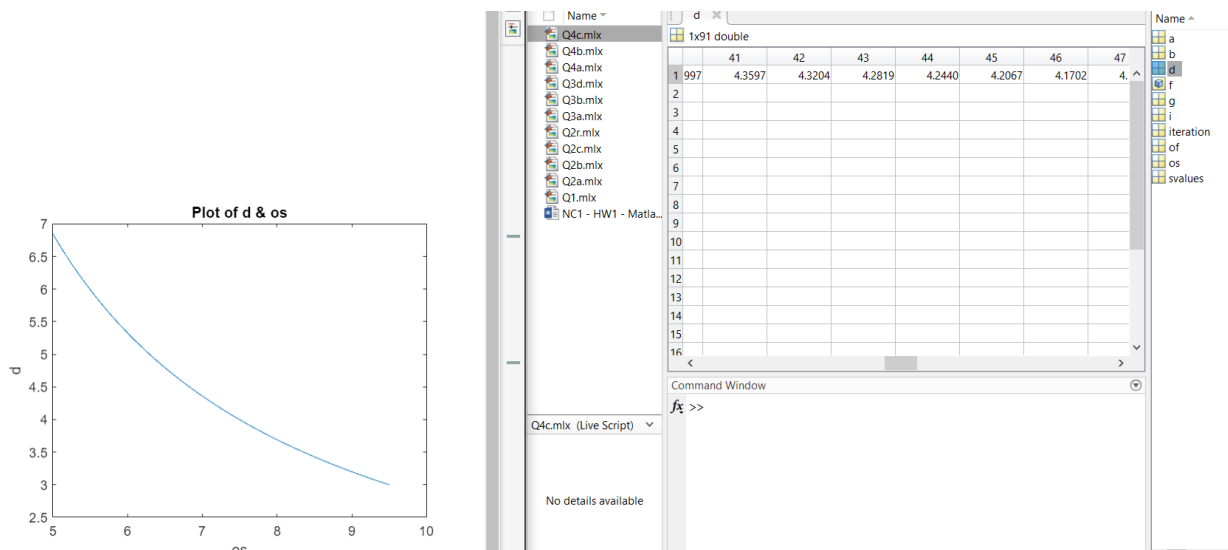 Plot of d & os
7
6.5
6
5.5
5
4.5
4
3.5
3
2.5
d
5 6 7 8 9 10
os
Name
Q4c.mlx
Q4b.mlx
Q4a.mlx
Q3d.mlx
Q3b.mlx
Q3a.mlx
Q2r.mlx
Q2c.mlx
Q2b.mlx
Q2a.mlx
Q1.mlx
NC1 - HW1 - Matla...
Q4c.mlx (Live Script)
No details available
d
1x91 double
41 42 43 44 45 46 47
1 997 4.3597 4.3204 4.2819 4.2440 4.2067 4.1702 4.
2
3
4
5
6
7
8
9
10
11
12
13
14
15
16
Command Window
fx >>
Name
a
b
d
f
g
i
iteration
of
os
svalues